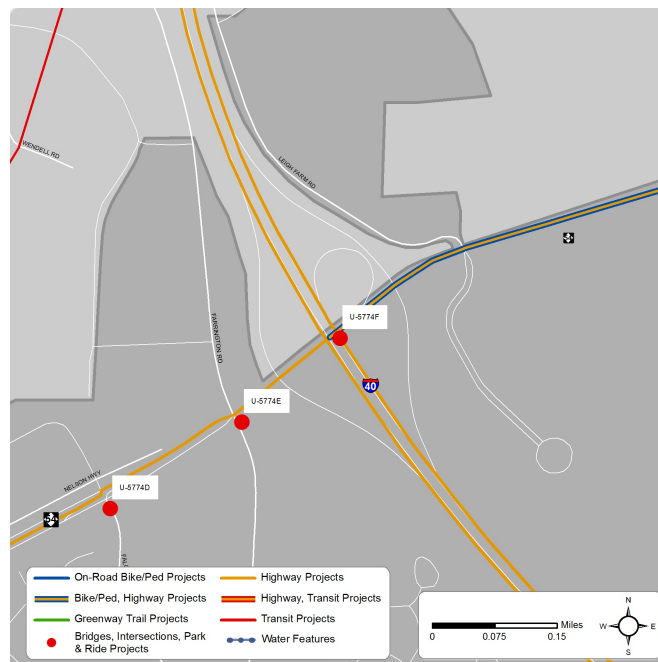 WENDELL RD
LEIGH FARM RD
FARRINGTON RD
U-5774F
40
U-5774E
NELSON HWY
U-5774D
54
On-Road Bike/Ped Projects
Highway Projects
Bike/Ped, Highway Projects
Highway, Transit Projects
Greenway Trail Projects
Transit Projects
Bridges, Intersections, Park
& Ride Projects
Water Features
0 0.075 0.15
Miles
N
W E
S